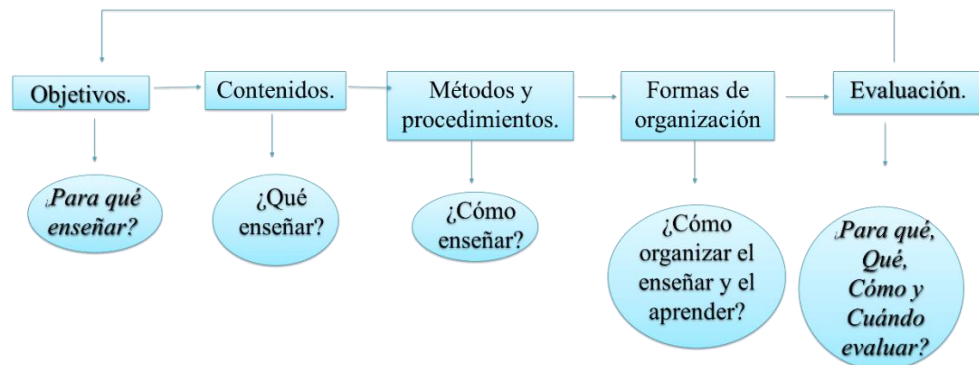 Objetivos.
Contenidos.
Métodos y
procedimientos.
Formas de
organización
Evaluación.
¿Para qué
enseñar?
¿Qué
enseñar?
¿Cómo
enseñar?
¿Cómo
organizar el
enseñar y el
aprender?
¿Para qué,
Qué,
Cómo y
Cuándo
evaluar?